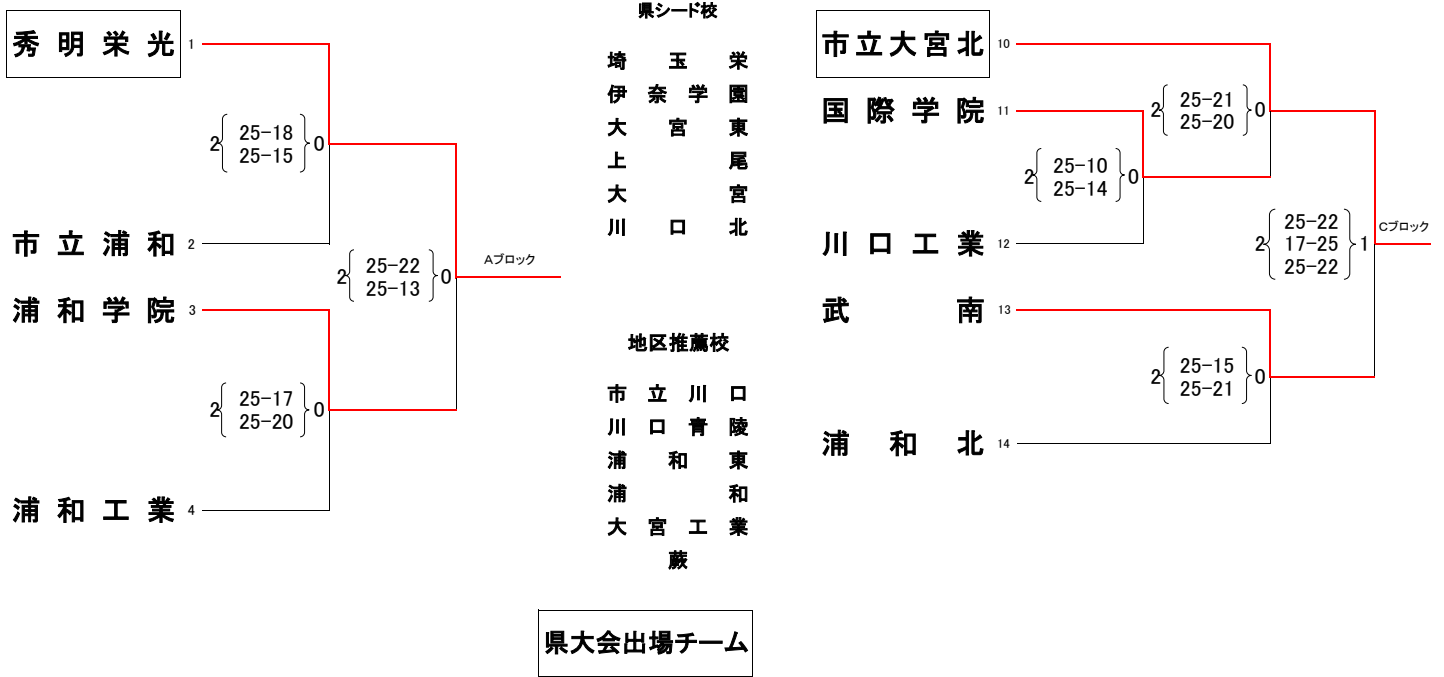 県シード校
秀明栄光 1
市立大宮北 10
埼玉栄
伊奈学園
国際学院 11
2 25-21 0
25-20
大宮東
2 25-18 0
25-15
上尾
2 25-10 0
25-14
大宮
川口北
市立浦和 2
川口工業 12
2 25-22 1
17-25
25-22
Cブロック
Aブロック
2 25-22 0
25-13
浦和学院 3
武南 13
地区推薦校
2 25-15 0
25-21
市立川口
2 25-17 0
25-20
川口青陵
浦和北 14
浦和東
浦和
浦和工業 4
大宮工業
蕨
県大会出場チーム